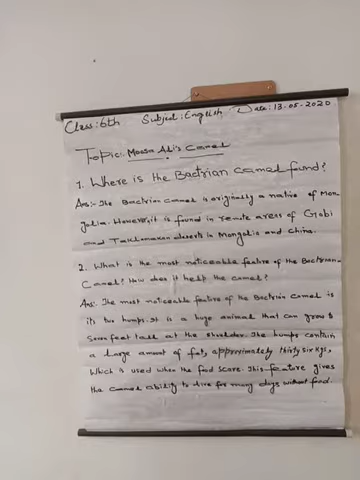 Class:6th Subject:English Date:13.05.2020
Topic:- Moosa Ali's Camel
1. Where is the Bactrian camel found?
Ans:- The Bactrian camel is originally a native of Mon
golia. However, it is found in remote areas of Gobi
and Taklamakan deserts in Mongolia and China.
2. What is the most noticeable feature of the Bactrian
Camel? How does it help the camel?
Ans:- The most noticeable feature of the Bactrian Camel is
its two humps. It is a huge animal that can grow to
seven feet tall at the shoulder. The humps contain
a large amount of fat, approximately thirty six kgs,
which is used when the food scare. This feature gives
the camel ability to live for many days without food.